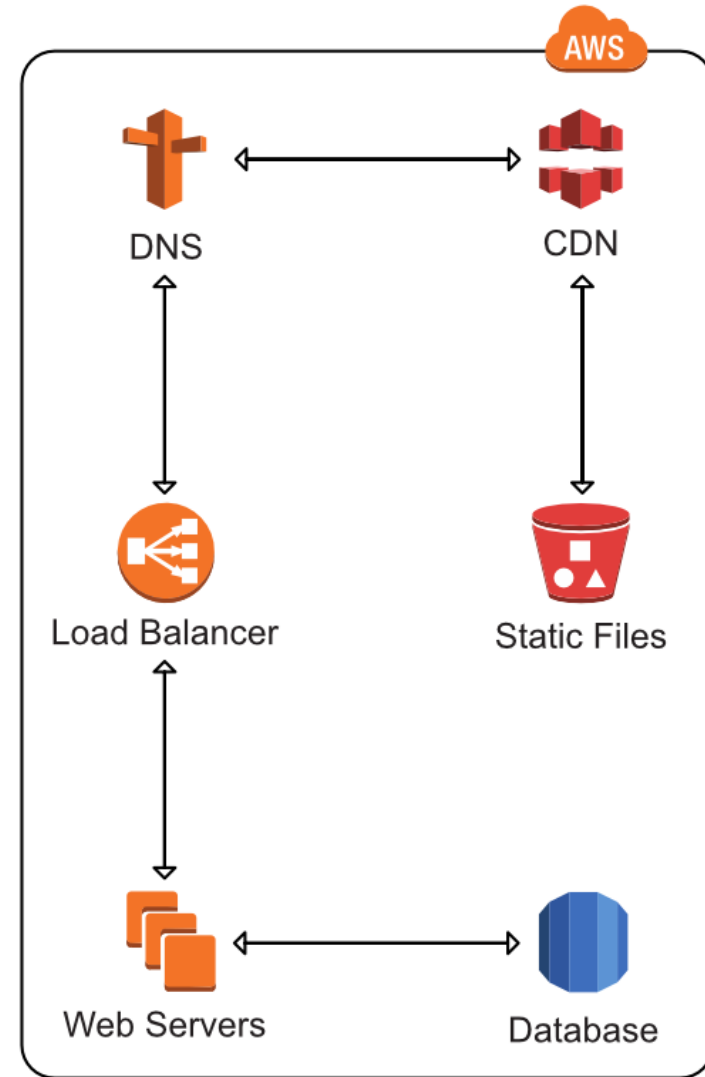 AWS
DNS
CDN
Load Balancer
Static Files
Web Servers
Database